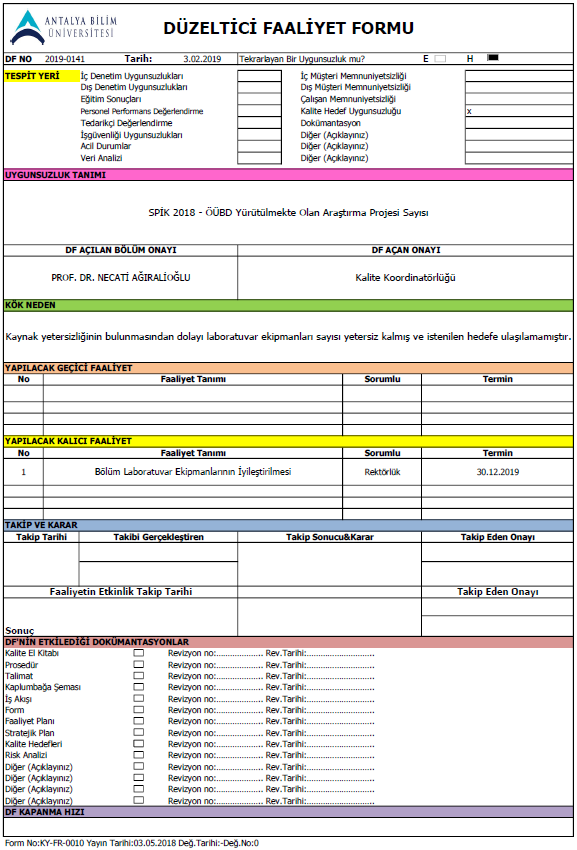 ANTALYA BİLİM
ÜNİVERSİTESİ
DÜZELTİCİ FAALİYET FORMU
DF NO 2019-0141 Tarih: 3.02.2019 Tekrarlayan Bir Uygunsuzluk mu? E H
TESPİT YERİ İç Denetim Uygunsuzlukları İç Müşteri Memnuniyetsizliği
Dış Denetim Uygunsuzlukları Dış Müşteri Memnuniyetsizliği
Eğitim Sonuçları Çalışan Memnuniyetsizliği
Personel Performans Değerlendirme Kalite Hedef Uygunsuzluğu x
Tedarikçi Değerlendirme Dokümantasyon
İşgüvenliği Uygunsuzlukları Diğer (Açıklayınız)
Acil Durumlar Diğer (Açıklayınız)
Veri Analizi Diğer (Açıklayınız)
UYGUNSUZLUK TANIMI
SPİK 2018 - ÖÜBD Yürütülmekte Olan Araştırma Projesi Sayısı
DF AÇILAN BÖLÜM ONAYI DF AÇAN ONAYI
PROF. DR. NECATİ AĞIRALİOĞLU Kalite Koordinatörlüğü
KÖK NEDEN
Kaynak yetersizliğinin bulunmasından dolayı laboratuvar ekipmanları sayısı yetersiz kalmış ve istenilen hedefe ulaşılamamıştır.
YAPILACAK GEÇİCİ FAALİYET
No Faaliyet Tanımı Sorumlu Termin
YAPILACAK KALICI FAALİYET
No Faaliyet Tanımı Sorumlu Termin
1 Bölüm Laboratuvar Ekipmanlarının İyileştirilmesi Rektörlük 30.12.2019
TAKİP VE KARAR
Takip Tarihi Takibi Gerçekleştiren Takip Sonucu&Karar Takip Eden Onayı
Faaliyetin Etkinlik Takip Tarihi Takip Eden Onayı
Sonuç
DF'NİN ETKİLEDİĞİ DOKÜMANTASYONLAR
Kalite El Kitabı Revizyon no:..................... Rev.Tarihi:..............................
Prosedür Revizyon no:..................... Rev.Tarihi:..............................
Talimat Revizyon no:..................... Rev.Tarihi:..............................
Kaplumbağa Şeması Revizyon no:..................... Rev.Tarihi:..............................
İş Akışı Revizyon no:..................... Rev.Tarihi:..............................
Form Revizyon no:..................... Rev.Tarihi:..............................
Faaliyet Planı Revizyon no:..................... Rev.Tarihi:..............................
Stratejik Plan Revizyon no:..................... Rev.Tarihi:..............................
Kalite Hedefleri Revizyon no:..................... Rev.Tarihi:..............................
Risk Analizi Revizyon no:..................... Rev.Tarihi:..............................
Diğer (Açıklayınız) Revizyon no:..................... Rev.Tarihi:..............................
Diğer (Açıklayınız) Revizyon no:..................... Rev.Tarihi:..............................
Diğer (Açıklayınız) Revizyon no:..................... Rev.Tarihi:..............................
Diğer (Açıklayınız) Revizyon no:..................... Rev.Tarihi:..............................
DF KAPANMA HIZI
Form No:KY-FR-0010 Yayın Tarihi:03.05.2018 Değ.Tarihi:-Değ.No:0